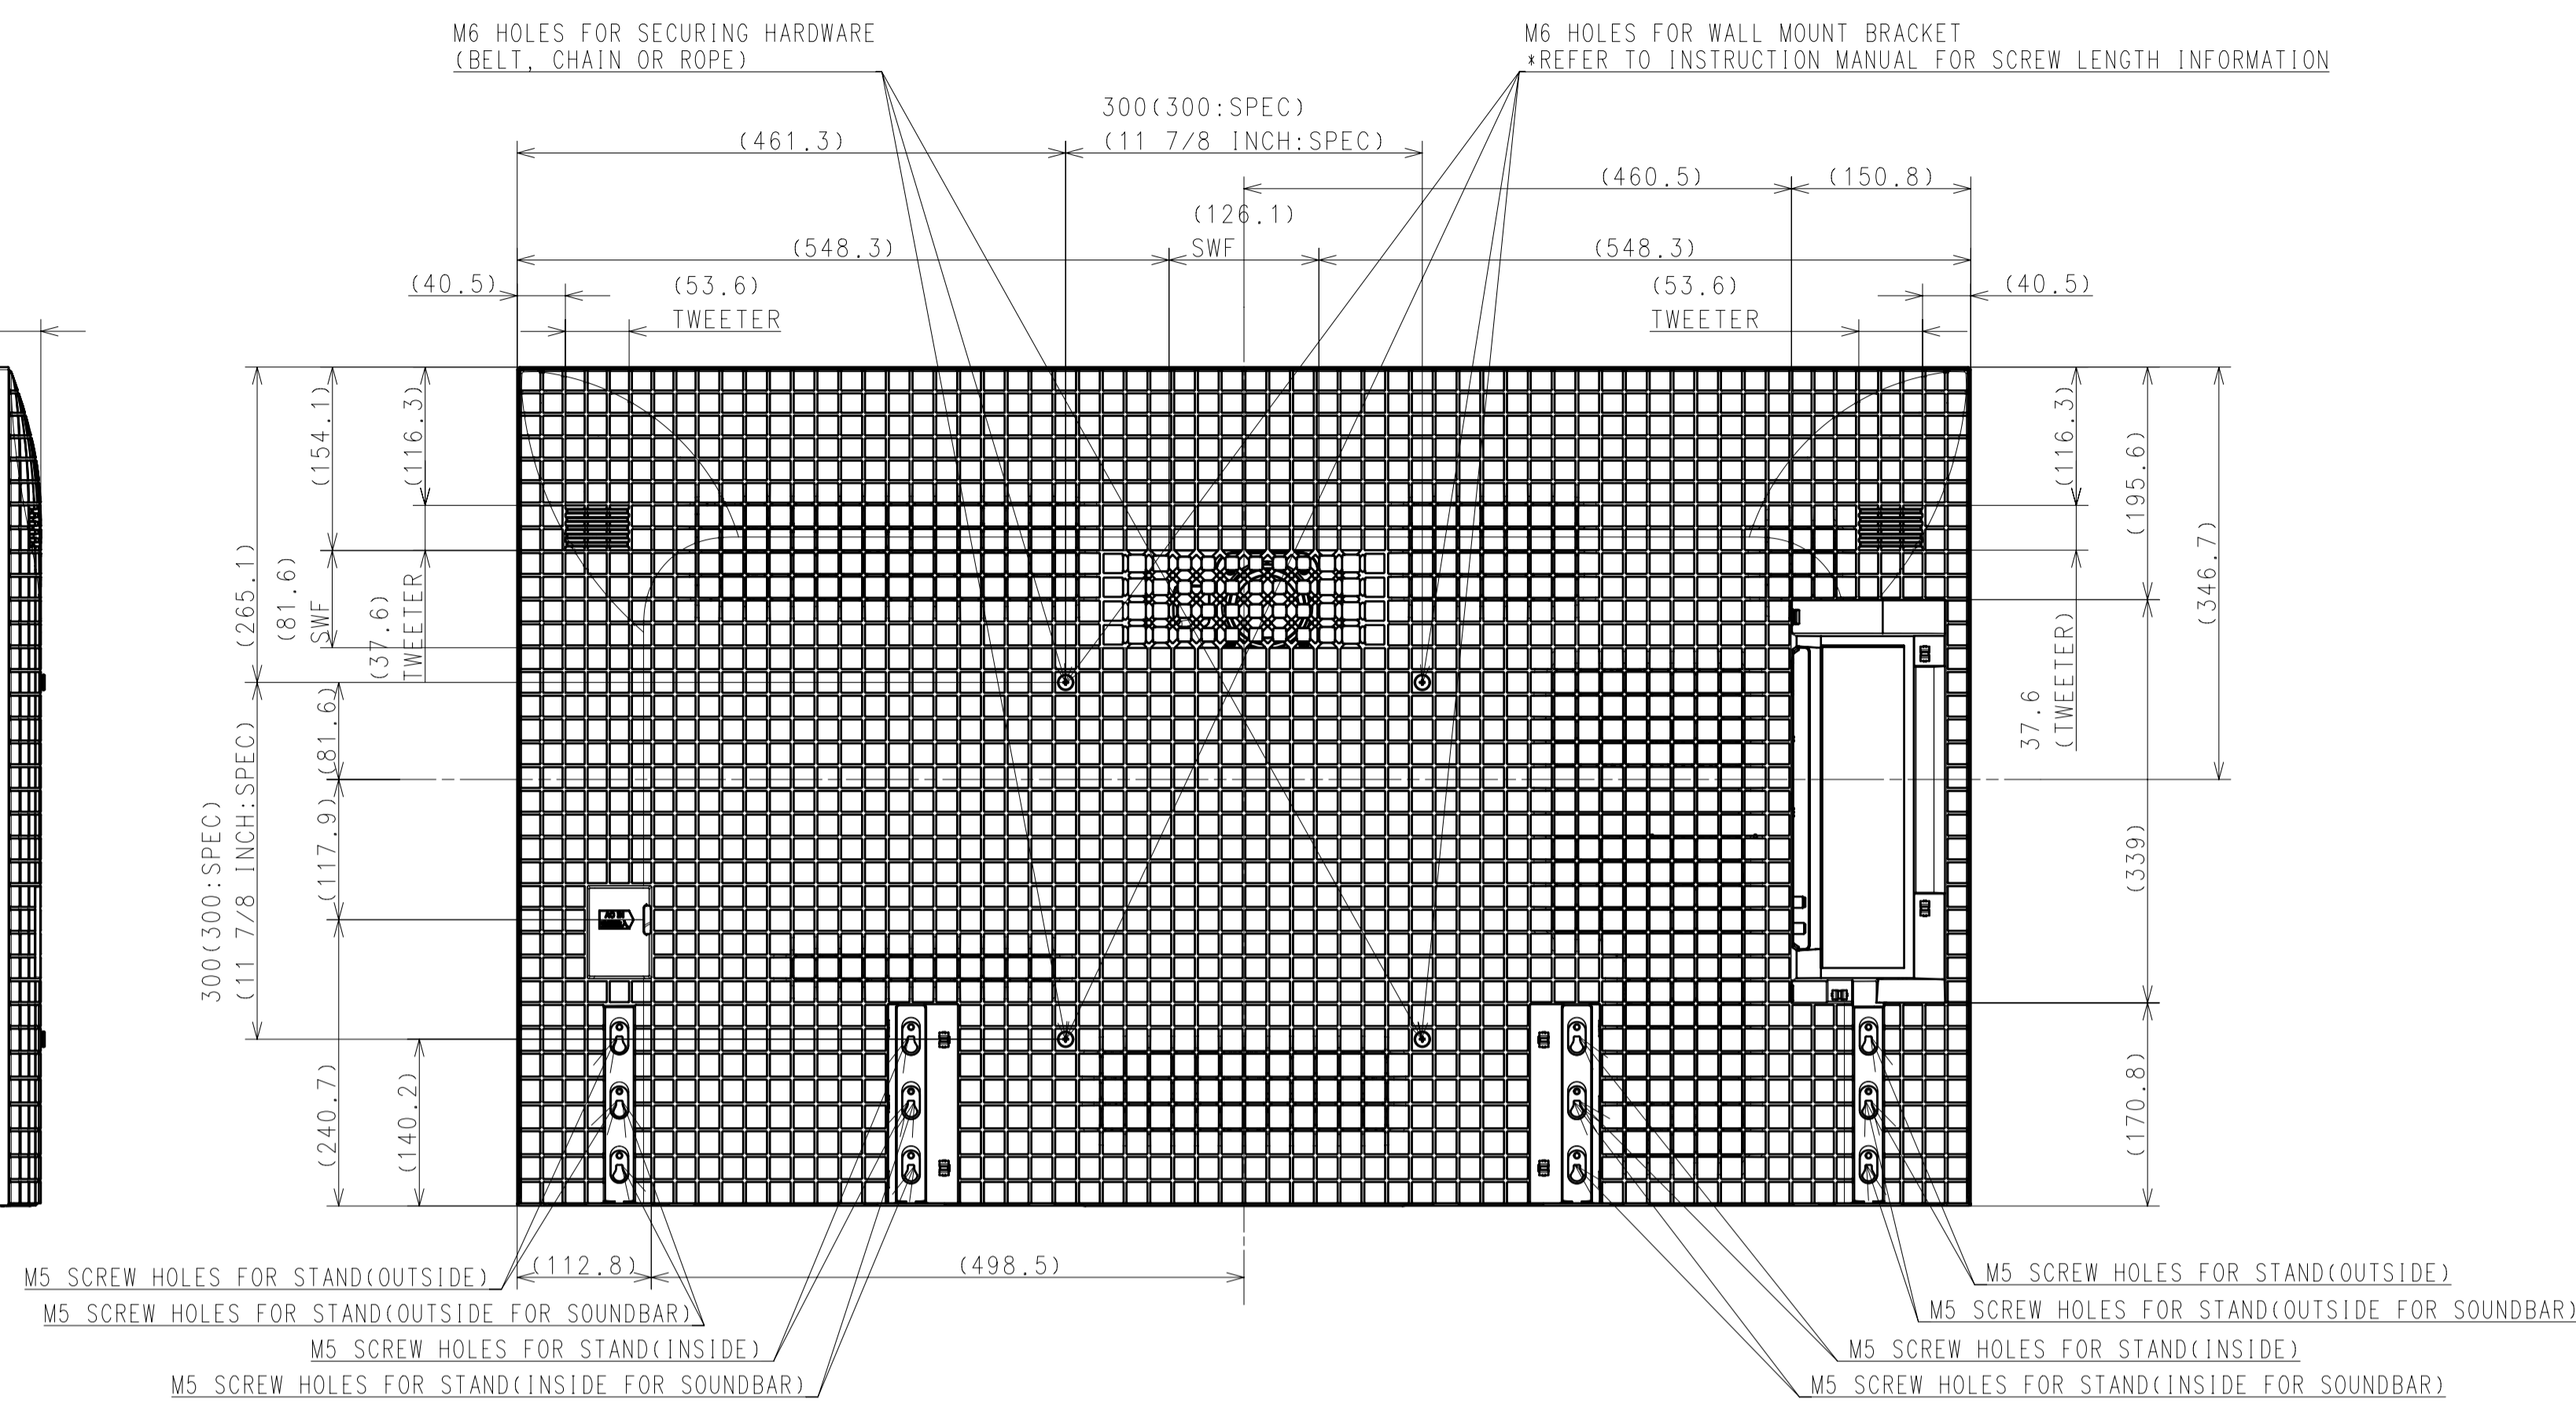 M6 HOLES FOR SECURING HARDWARE
(BELT, CHAIN OR ROPE)
M6 HOLES FOR WALL MOUNT BRACKET
*REFER TO INSTRUCTION MANUAL FOR SCREW LENGTH INFORMATION
300(300:SPEC)
(461.3)
(11 7/8 INCH:SPEC)
(460.5)
(150.8)
(126.1)
(548.3)
SWF
(548.3)
(40.5)
(53.6)
TWEETER
(53.6)
TWEETER
(40.5)
(265.1)
(154.1)
(116.3)
(81.6)
SWF
(37.6)
TWEETER
(81.6)
300(300:SPEC)
(11 7/8 INCH:SPEC)
(117.9)
(240.7)
(140.2)
(116.3)
(195.6)
(346.7)
37.6
(TWEETER)
(339)
(170.8)
(112.8)
(498.5)
M5 SCREW HOLES FOR STAND(OUTSIDE)
M5 SCREW HOLES FOR STAND(OUTSIDE FOR SOUNDBAR)
M5 SCREW HOLES FOR STAND(INSIDE)
M5 SCREW HOLES FOR STAND(INSIDE FOR SOUNDBAR)
M5 SCREW HOLES FOR STAND(OUTSIDE)
M5 SCREW HOLES FOR STAND(OUTSIDE FOR SOUNDBAR)
M5 SCREW HOLES FOR STAND(INSIDE)
M5 SCREW HOLES FOR STAND(INSIDE FOR SOUNDBAR)